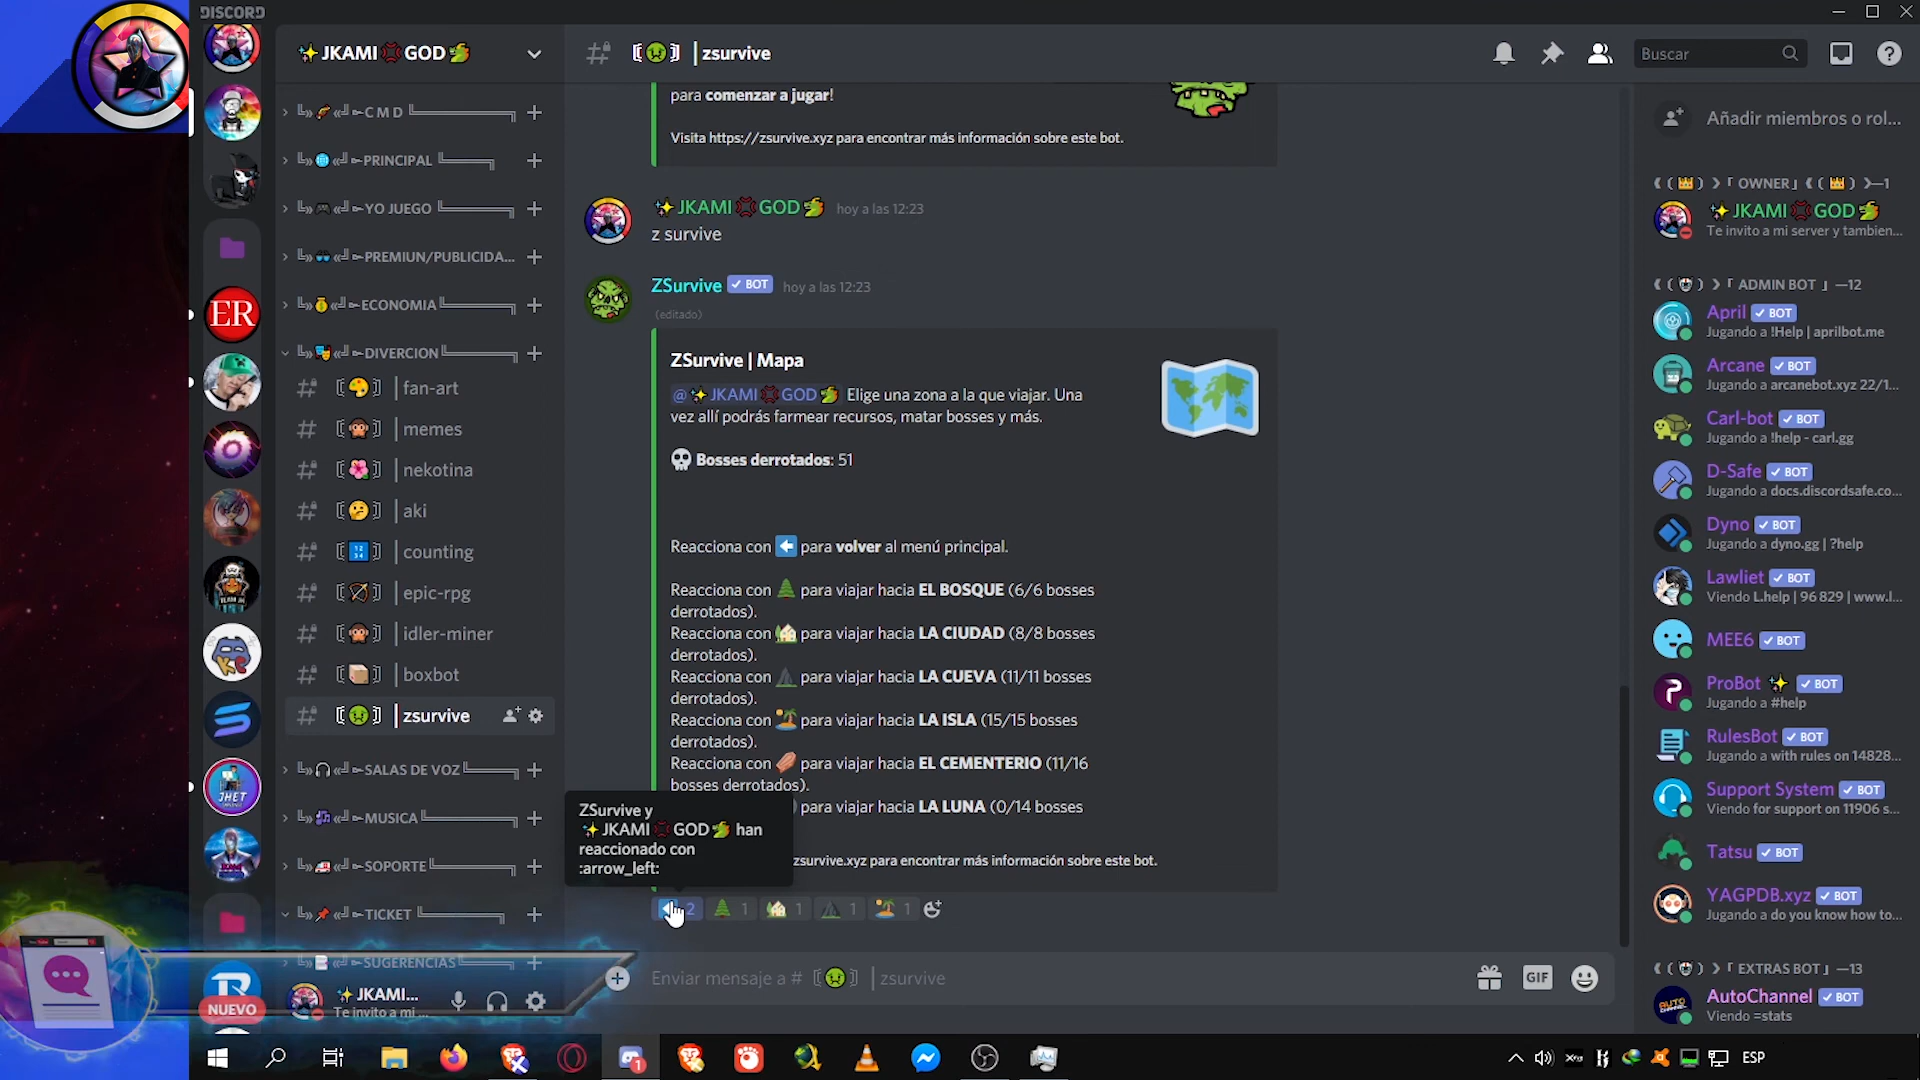 DISCORD
JKAMI GOD
zsurvive
Buscar
CMD
PRINCIPAL
YO JUEGO
PREMIUN/PUBLICIDA...
ECONOMIA
DIVERCION
fan-art
memes
nekotina
aki
counting
epic-rpg
idler-miner
boxbot
zsurvive
SALAS DE VOZ
MUSICA
SOPORTE
TICKET
SUGERENCIAS
ER
JHET
NUEVO
JKAMI...
Te invito a mi ...
para comenzar a jugar!
Visita https://zsurvive.xyz para encontrar más información sobre este bot.
JKAMI GOD hoy a las 12:23
z survive
ZSurvive BOT hoy a las 12:23
(editado)
ZSurvive | Mapa
@ JKAMI GOD Elige una zona a la que viajar. Una
vez allí podrás farmear recursos, matar bosses y más.
Bosses derrotados: 51
Reacciona con para volver al menú principal.
Reacciona con para viajar hacia EL BOSQUE (6/6 bosses
derrotados).
Reacciona con para viajar hacia LA CIUDAD (8/8 bosses
derrotados).
Reacciona con para viajar hacia LA CUEVA (11/11 bosses
derrotados).
Reacciona con para viajar hacia LA ISLA (15/15 bosses
derrotados).
Reacciona con para viajar hacia EL CEMENTERIO (11/16
bosses derrotados).
para viajar hacia LA LUNA (0/14 bosses
zsurvive.xyz para encontrar más información sobre este bot.
ZSurvive y
JKAMI GOD han
reaccionado con
:arrow_left:
2 1 1 1 1
Enviar mensaje a # zsurvive
GIF
Añadir miembros o rol...
OWNER —1
JKAMI GOD
Te invito a mi server y tambien...
ADMIN BOT —12
April BOT
Jugando a !Help | aprilbot.me
Arcane BOT
Jugando a arcanebot.xyz 22/1...
Carl-bot BOT
Jugando a !help - carl.gg
D-Safe BOT
Jugando a docs.discordsafe.co...
Dyno BOT
Jugando a dyno.gg | ?help
Lawliet BOT
Viendo L.help | 96 829 | www.l...
MEE6 BOT
ProBot BOT
Jugando a #help
RulesBot BOT
Jugando a with rules on 14828...
Support System BOT
Viendo for support on 11906 s...
Tatsu BOT
YAGPDB.xyz BOT
Jugando a do you know how to...
EXTRAS BOT —13
AutoChannel BOT
Viendo =stats
1
ESP